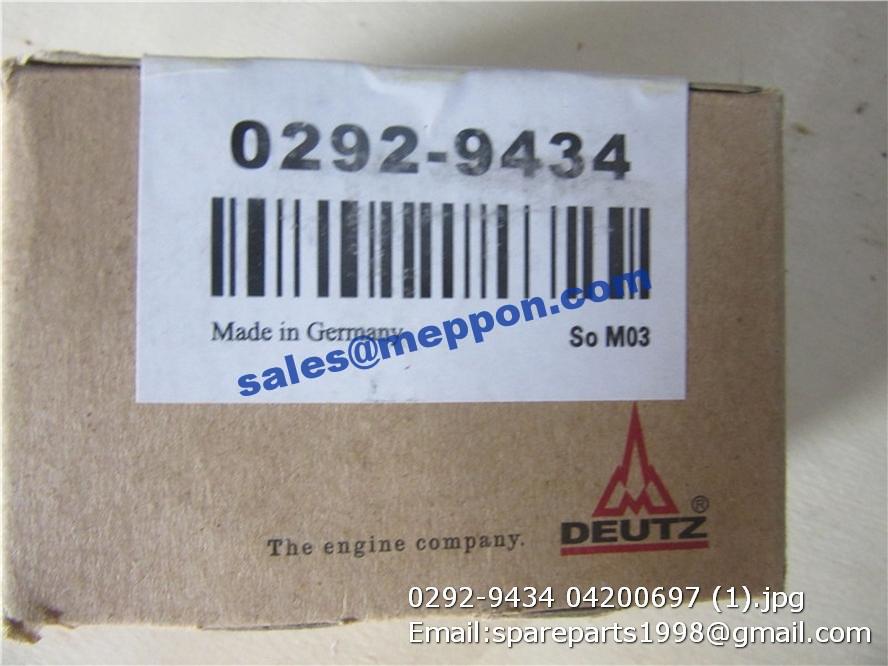 0292-9434
Made in Germany
So M03
sales@meppon.com
The engine company.
DEUTZ®
0292-9434 04200697 (1).jpg
Email:spareparts1998@gmail.com